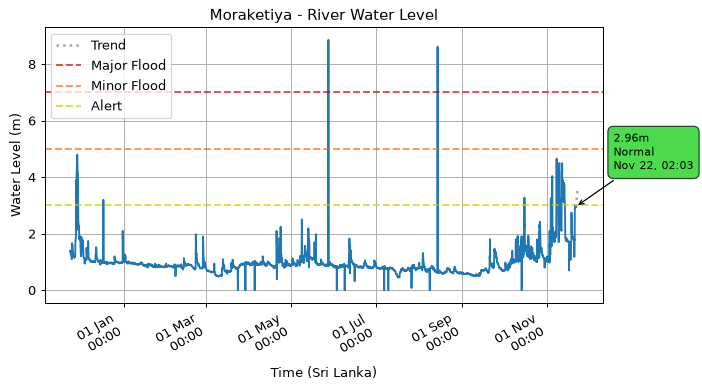 Moraketiya - River Water Level
Trend
Major Flood
Minor Flood
Alert
Water Level (m)
8
6
4
2
0
2.96m
Normal
Nov 22, 02:03
01 Jan
00:00
01 Mar
00:00
01 May
00:00
01 Jul
00:00
01 Sep
00:00
01 Nov
00:00
Time (Sri Lanka)